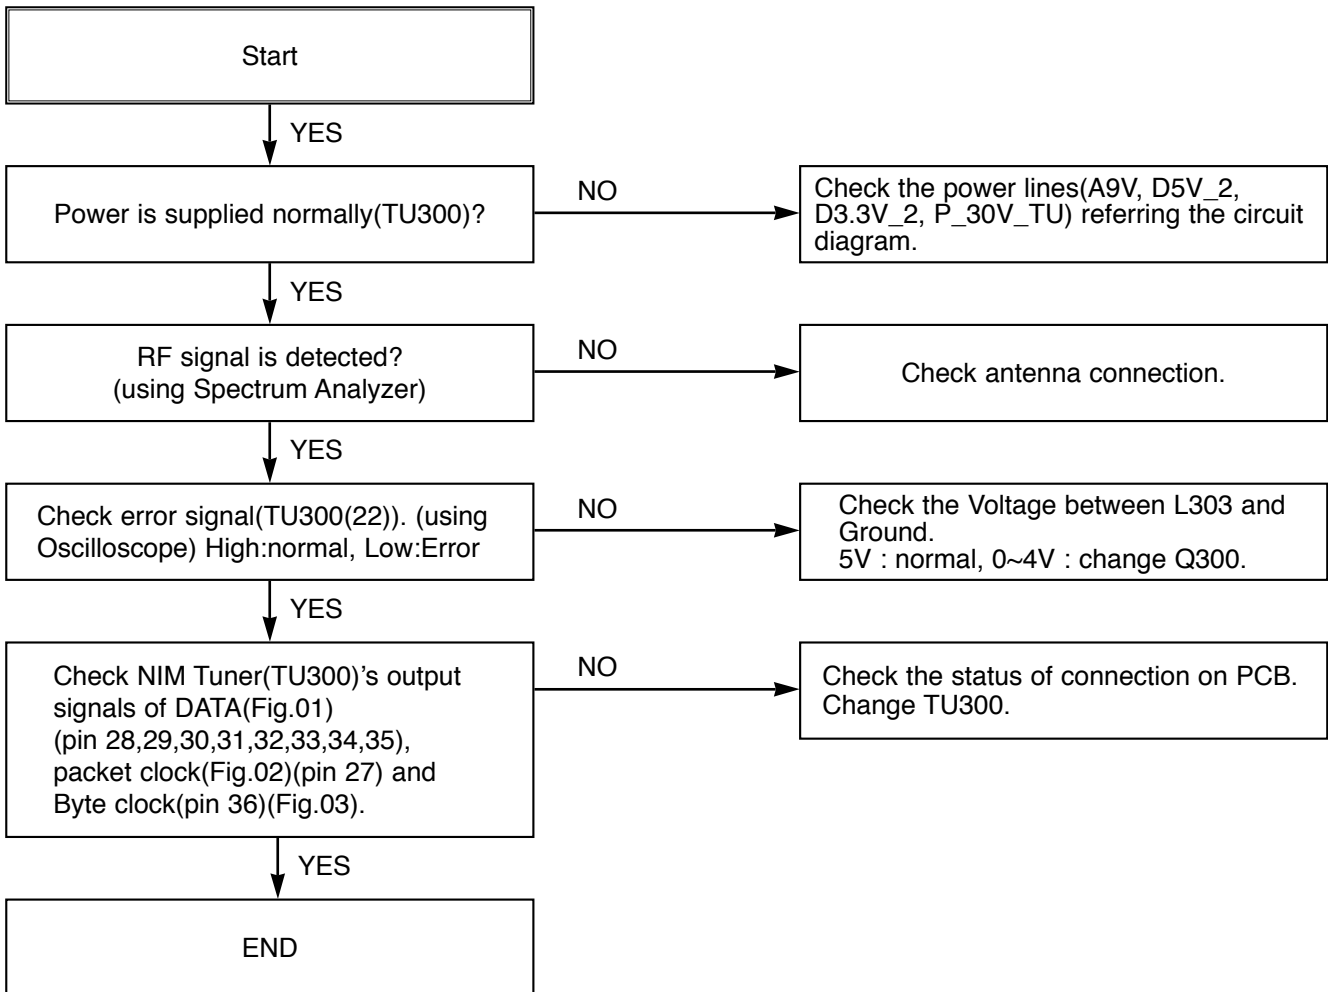 Start
YES
Power is supplied normally(TU300)?
NO
Check the power lines(A9V, D5V_2,
D3.3V_2, P_30V_TU) referring the circuit
diagram.
YES
RF signal is detected?
(using Spectrum Analyzer)
NO
Check antenna connection.
YES
Check error signal(TU300(22)). (using
Oscilloscope) High:normal, Low:Error
NO
Check the Voltage between L303 and
Ground.
5V : normal, 0~4V : change Q300.
YES
Check NIM Tuner(TU300)’s output
signals of DATA(Fig.01)
(pin 28,29,30,31,32,33,34,35),
packet clock(Fig.02)(pin 27) and
Byte clock(pin 36)(Fig.03).
NO
Check the status of connection on PCB.
Change TU300.
YES
END